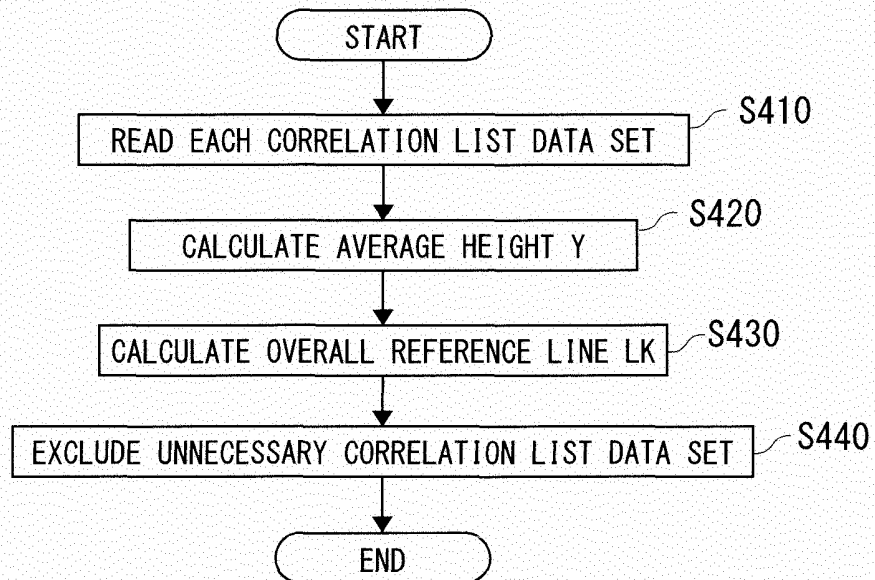 START
READ EACH CORRELATION LIST DATA SET
S410
CALCULATE AVERAGE HEIGHT Y
S420
CALCULATE OVERALL REFERENCE LINE LK
S430
EXCLUDE UNNECESSARY CORRELATION LIST DATA SET
S440
END